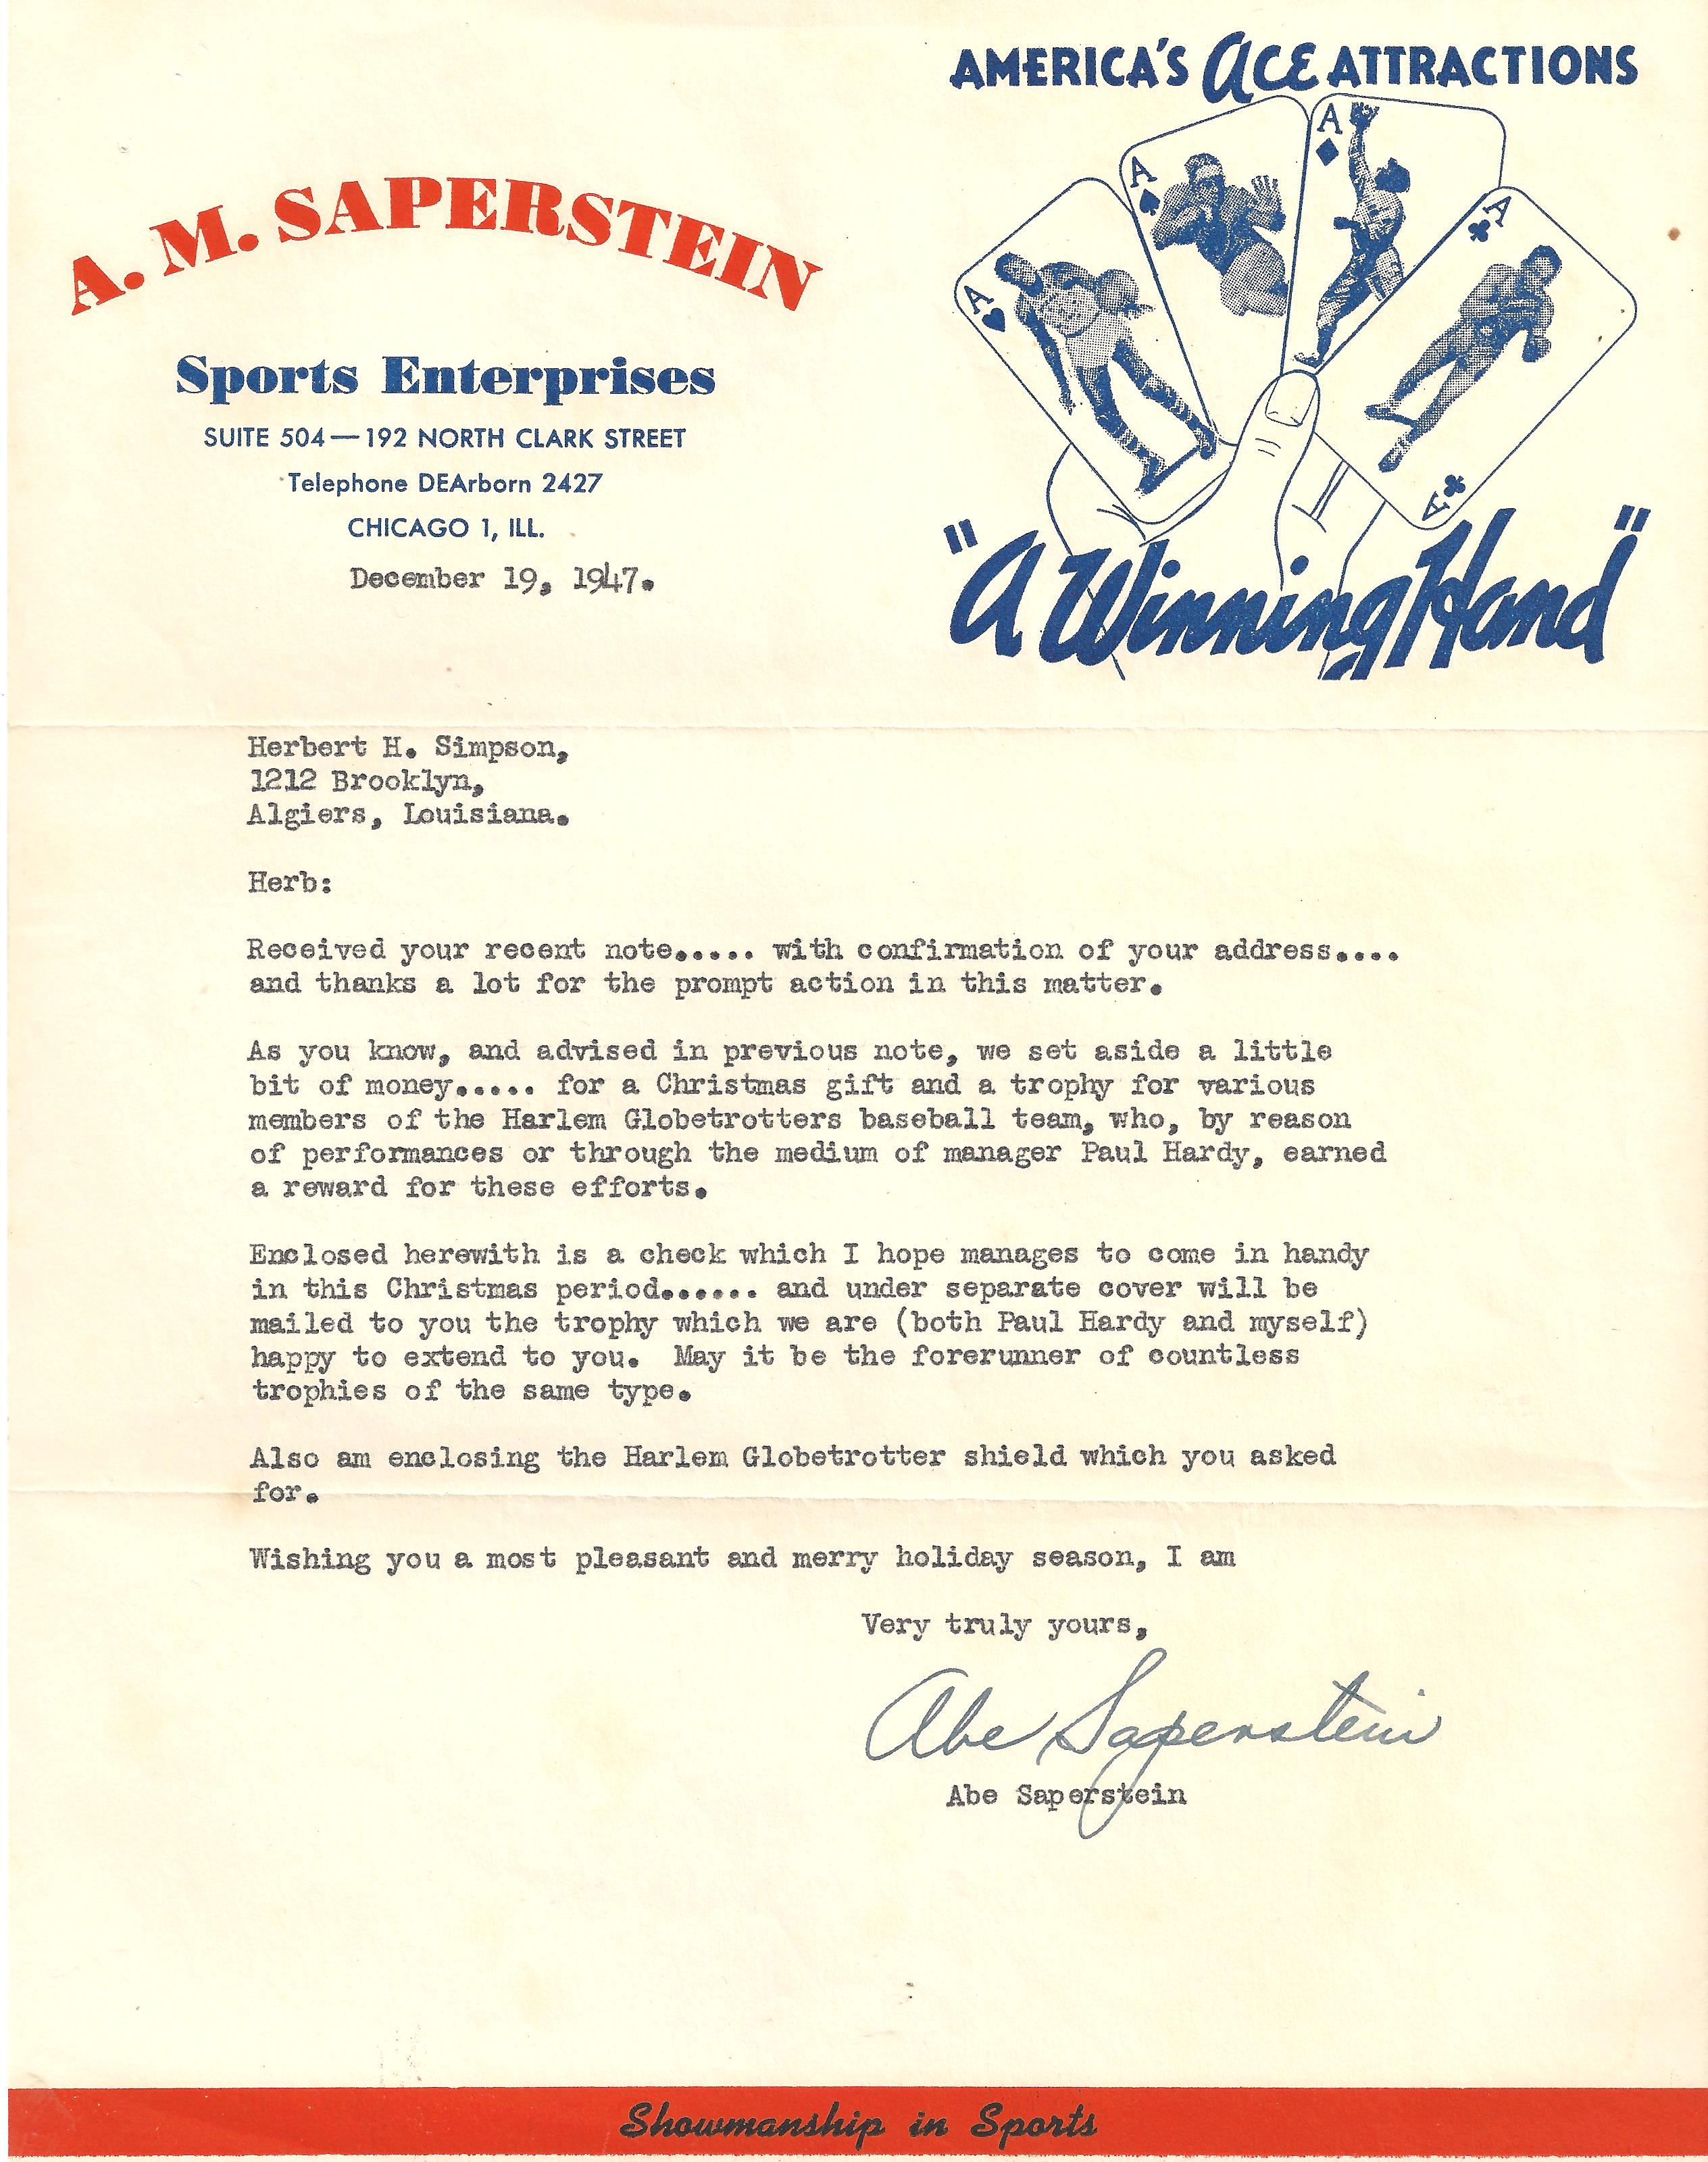 AMERICA'S ACE ATTRACTIONS
A. M. SAPERSTEIN
Sports Enterprises
SUITE 504—192 NORTH CLARK STREET
Telephone DEArborn 2427
CHICAGO 1, ILL.
December 19, 1947.
A
A
A
A
A
"A Winning Hand"
Herbert H. Simpson,
1212 Brooklyn,
Algiers, Louisiana.
Herb:
Received your recent note..... with confirmation of your address....
and thanks a lot for the prompt action in this matter.
As you know, and advised in previous note, we set aside a little
bit of money..... for a Christmas gift and a trophy for various
members of the Harlem Globetrotters baseball team, who, by reason
of performances or through the medium of manager Paul Hardy, earned
a reward for these efforts.
Enclosed herewith is a check which I hope manages to come in handy
in this Christmas period...... and under separate cover will be
mailed to you the trophy which we are (both Paul Hardy and myself)
happy to extend to you. May it be the forerunner of countless
trophies of the same type.
Also am enclosing the Harlem Globetrotter shield which you asked
for.
Wishing you a most pleasant and merry holiday season, I am
Very truly yours,
Abe Saperstein
Abe Saperstein
Showmanship in Sports